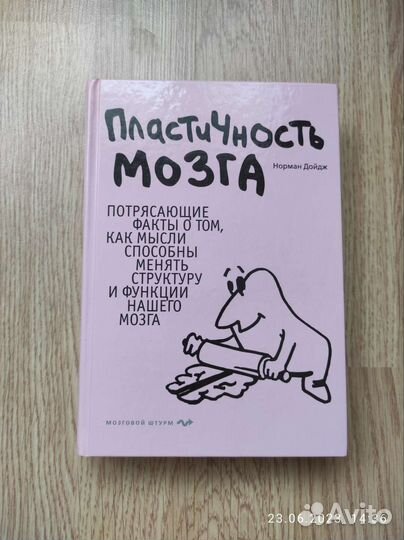 ПЛАСТИЧНОСТЬ
МОЗГА
Норман Дойдж
ПОТРЯСАЮЩИЕ
ФАКТЫ О ТОМ,
КАК МЫСЛИ
СПОСОБНЫ
МЕНЯТЬ
СТРУКТУРУ
И ФУНКЦИИ
НАШЕГО
МОЗГА
МОЗГОВОЙ ШТУРМ
23.06.2023 14:36
Avito